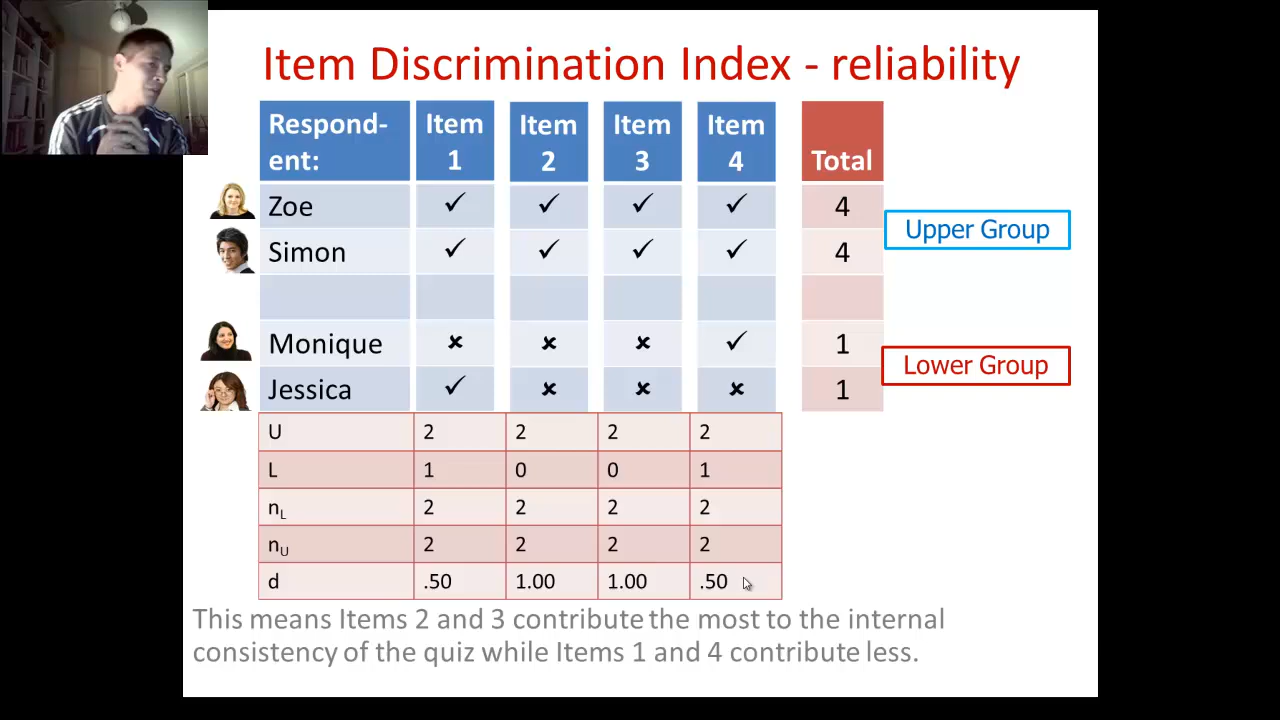 Item Discrimination Index - reliability
Respond-
ent:
Item
1
Item
2
Item
3
Item
4
Total
Zoe ✓ ✓ ✓ ✓ 4
Simon ✓ ✓ ✓ ✓ 4
Upper Group
Monique ✗ ✗ ✗ ✓ 1
Jessica ✓ ✗ ✗ ✗ 1
Lower Group
U 2 2 2 2
L 1 0 0 1
nL 2 2 2 2
nU 2 2 2 2
d .50 1.00 1.00 .50
This means Items 2 and 3 contribute the most to the internal
consistency of the quiz while Items 1 and 4 contribute less.